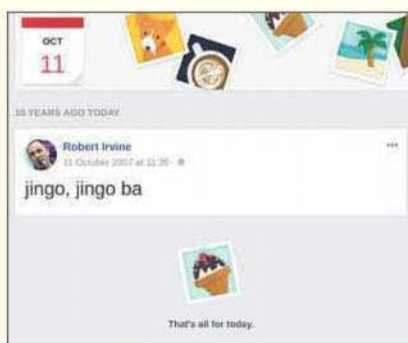 OCT
11
10 YEARS AGO TODAY
Robert Irvine
11 October 2007 at 11:35
jingo, jingo ba
That's all for today.